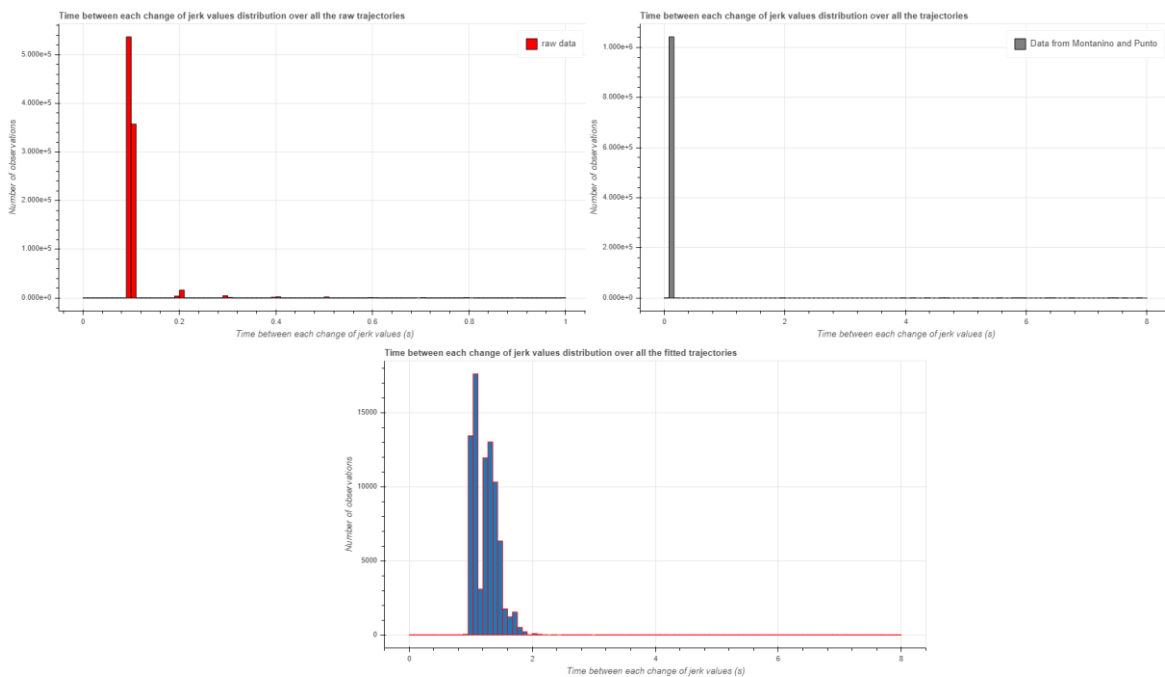 Time between each change of jerk values distribution over all the raw trajectories
raw data
5.000e+5
4.000e+5
3.000e+5
2.000e+5
1.000e+5
0.000e+0
Number of observations
0
0.2
0.4
0.6
0.8
1
Time between each change of jerk values (s)
Time between each change of jerk values distribution over all the trajectories
Data from Montanino and Punto
1.000e+6
8.000e+5
6.000e+5
4.000e+5
2.000e+5
0.000e+0
Number of observations
0
2
4
6
8
Time between each change of jerk values (s)
Time between each change of jerk values distribution over all the fitted trajectories
15000
10000
5000
0
Number of observations
0
2
4
6
8
Time between each change of jerk values (s)